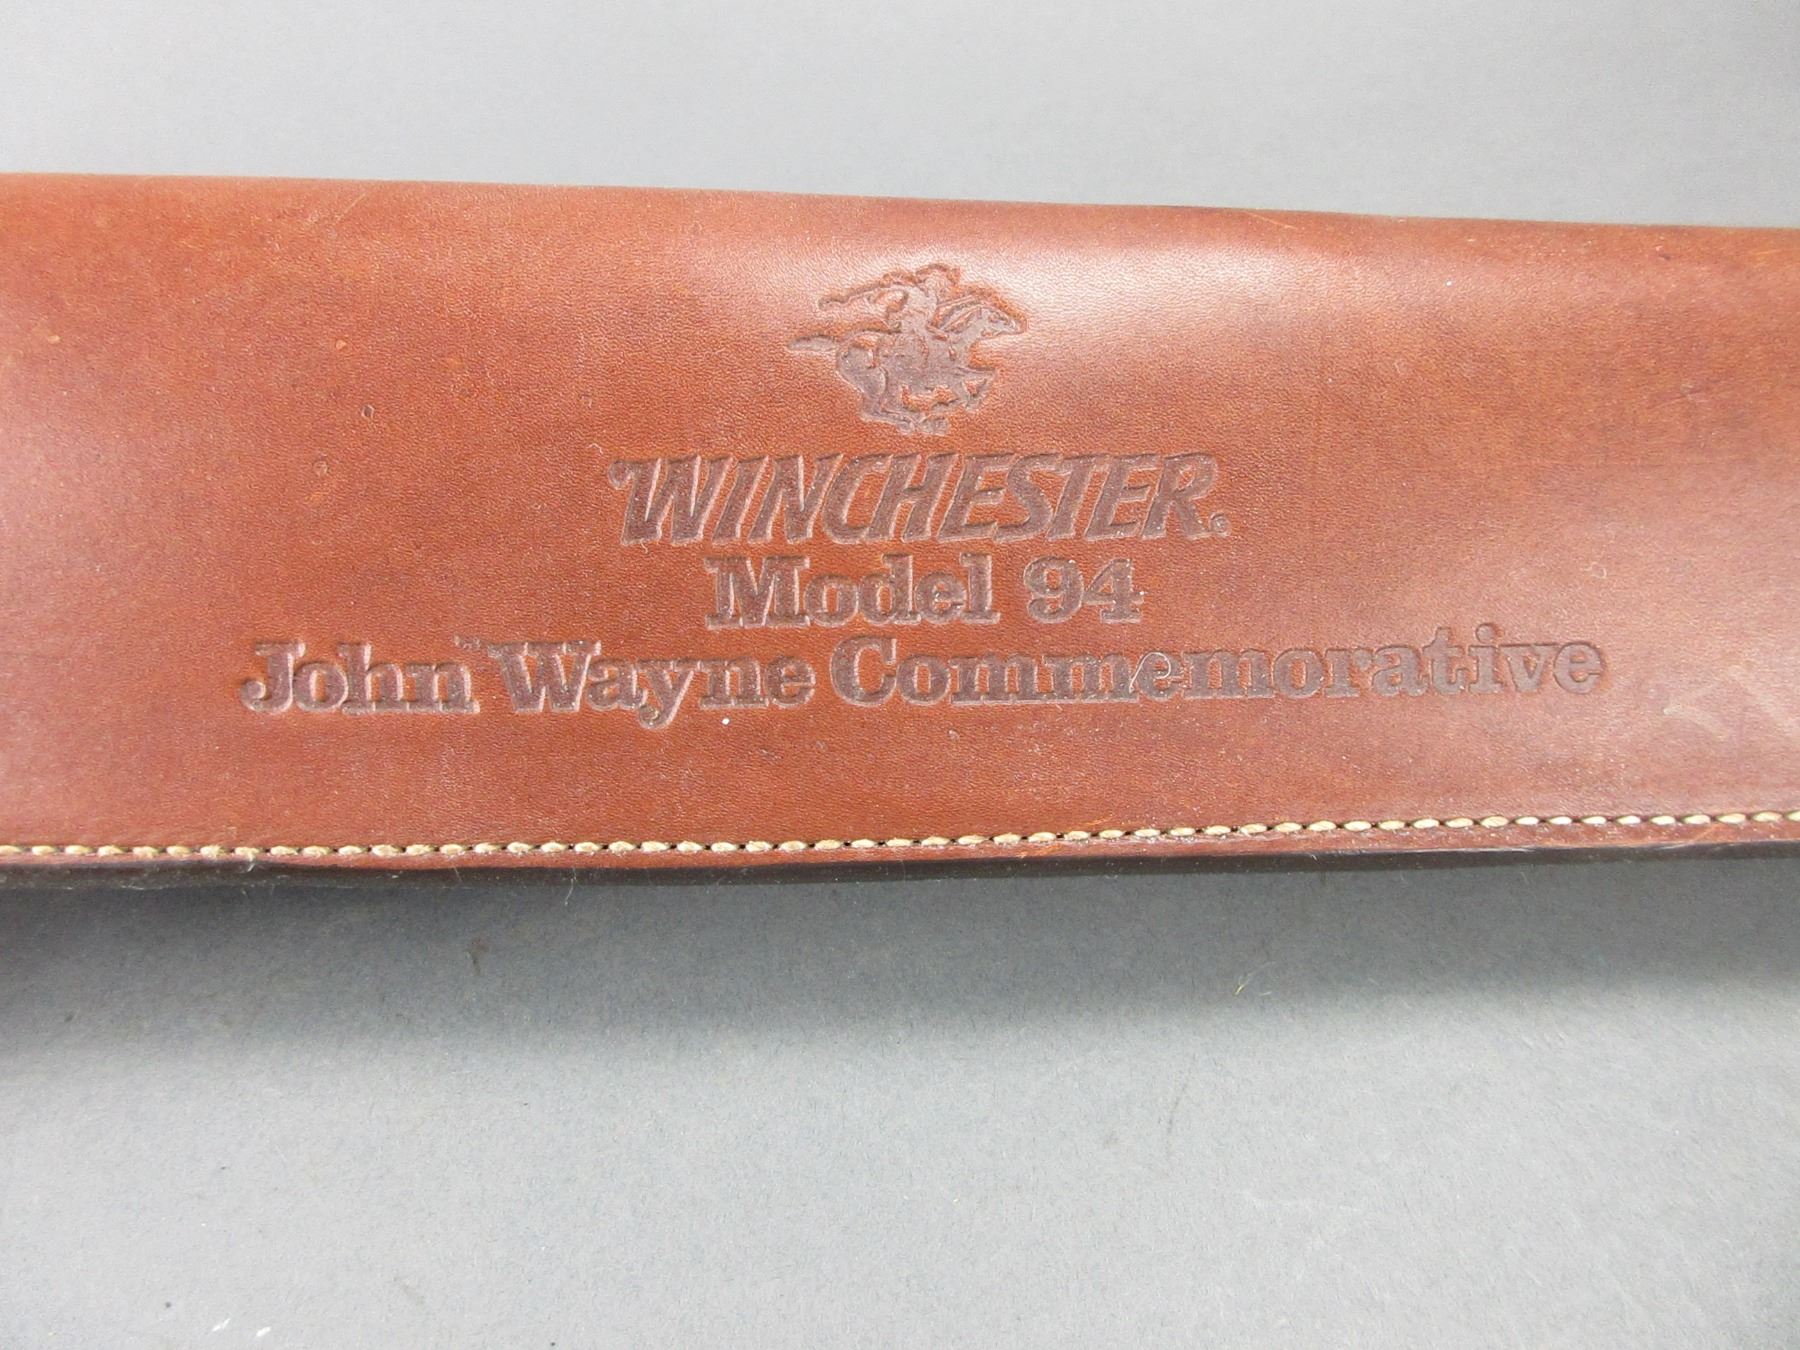 WINCHESTER.
Model 94
John Wayne Commemorative